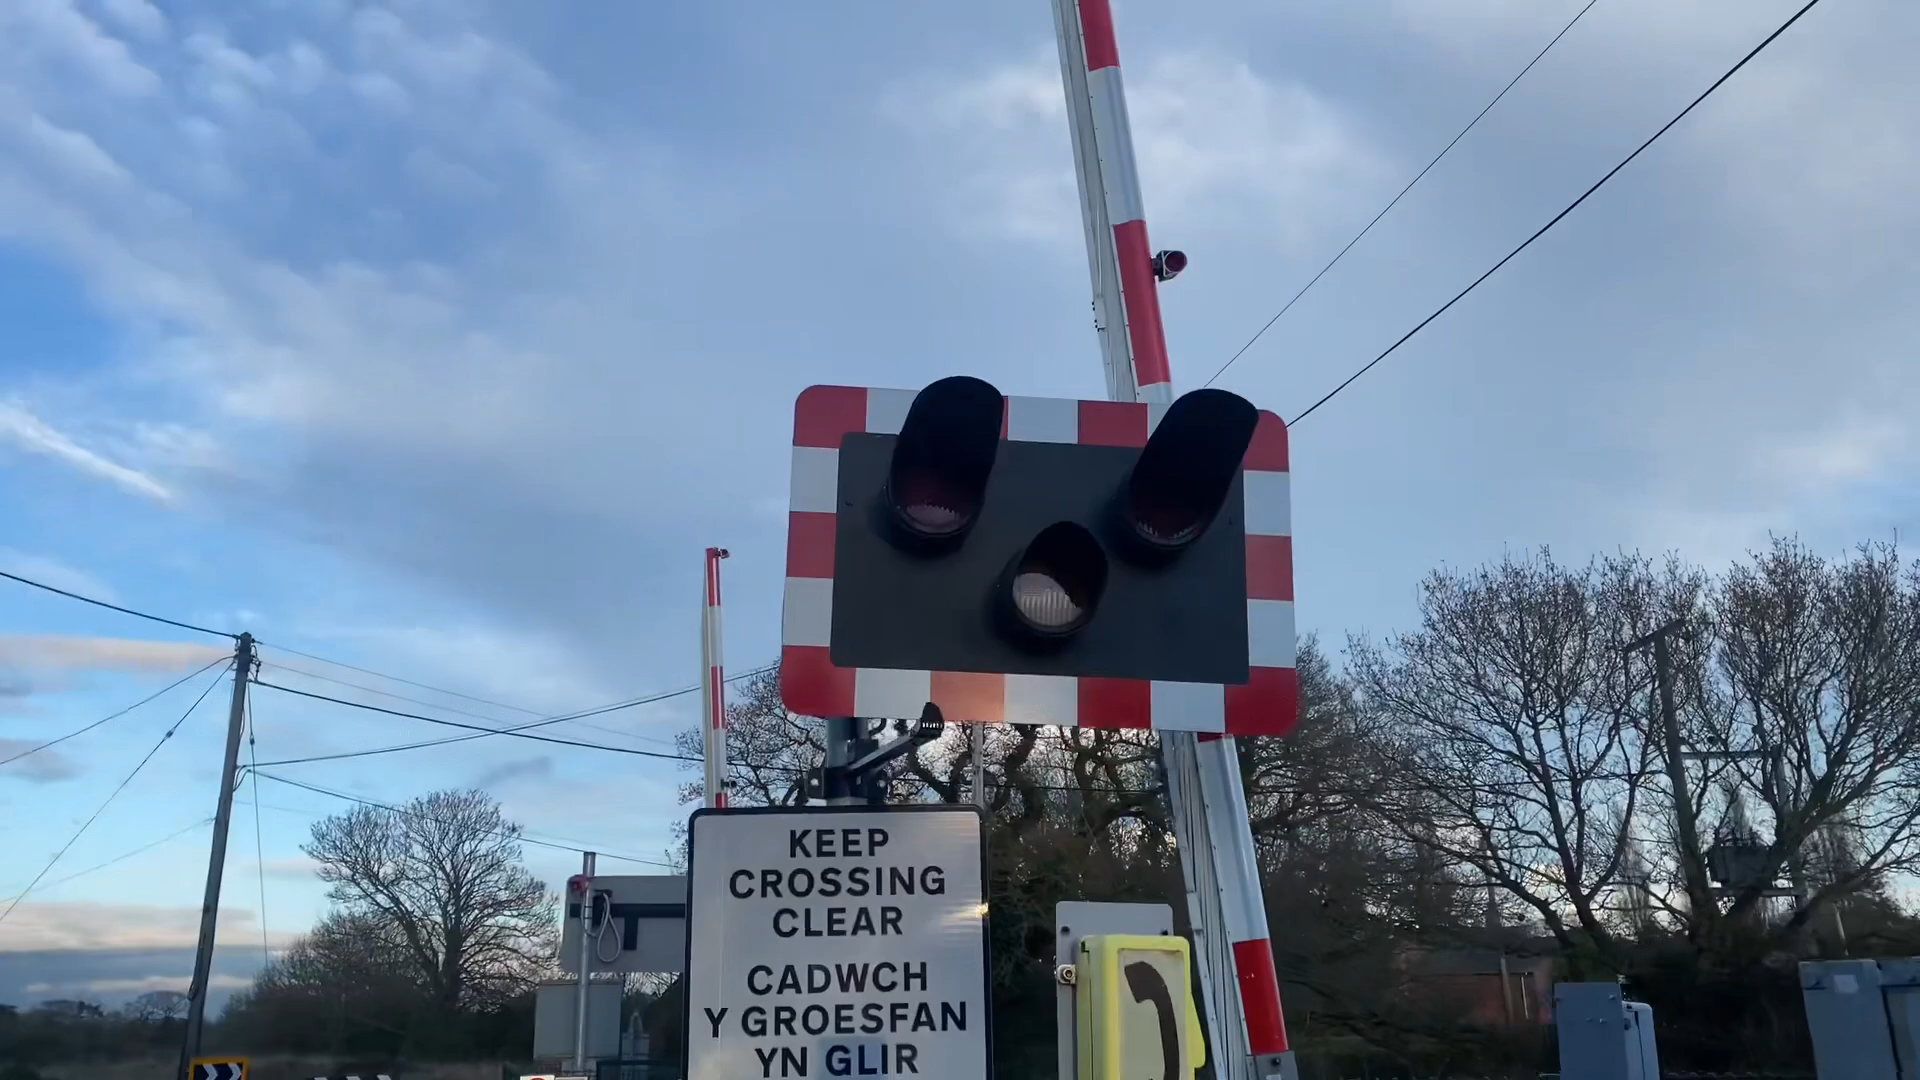 KEEP
CROSSING
CLEAR
CADWCH
Y GROESFAN
YN GLIR